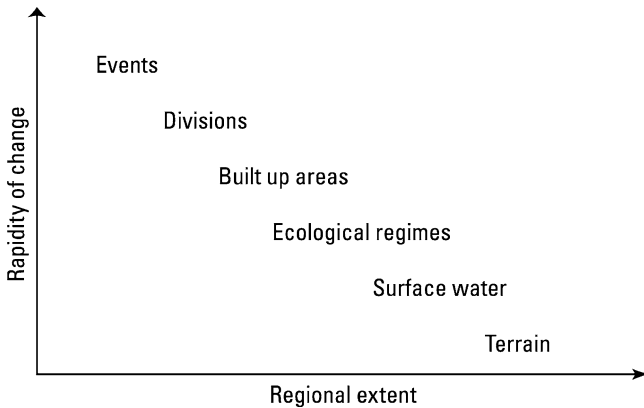 Events
Divisions
Built up areas
Ecological regimes
Surface water
Terrain
Rapidity of change
Regional extent